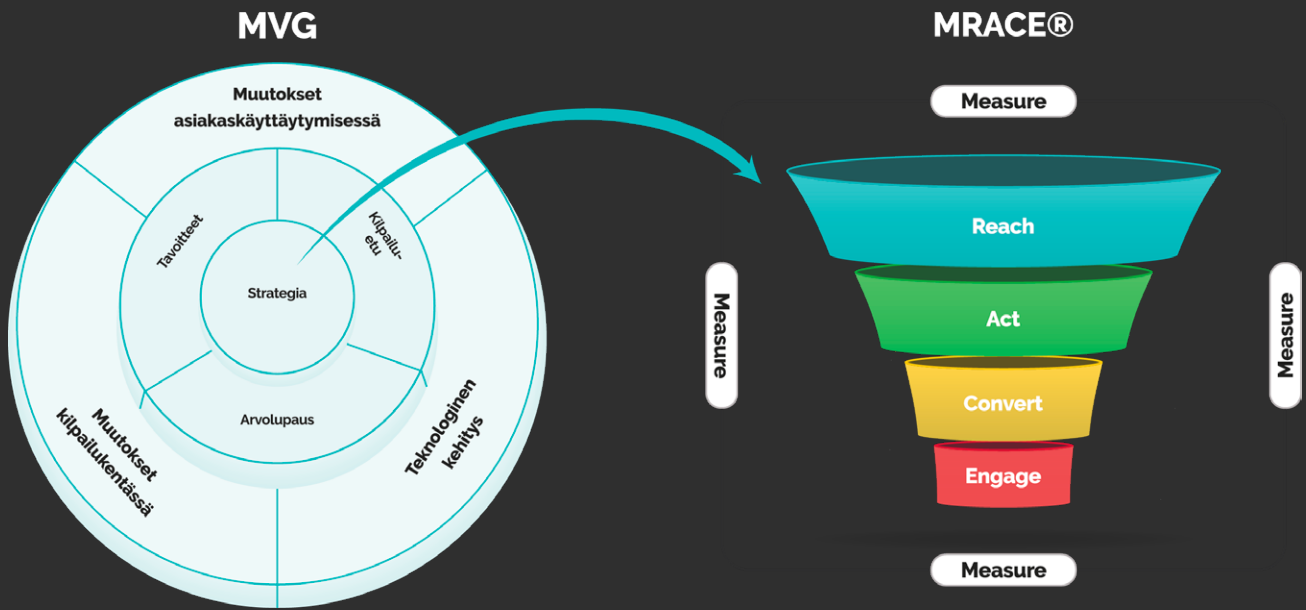 MVG
Muutokset
asiakaskäyttäytymisessä
Tavoitteet
Kilpailu-
etu
Strategia
Arvolupaus
Muutokset
kilpailukentässä
Teknologinen
kehitys
MRACE®
Measure
Measure
Reach
Act
Convert
Engage
Measure
Measure